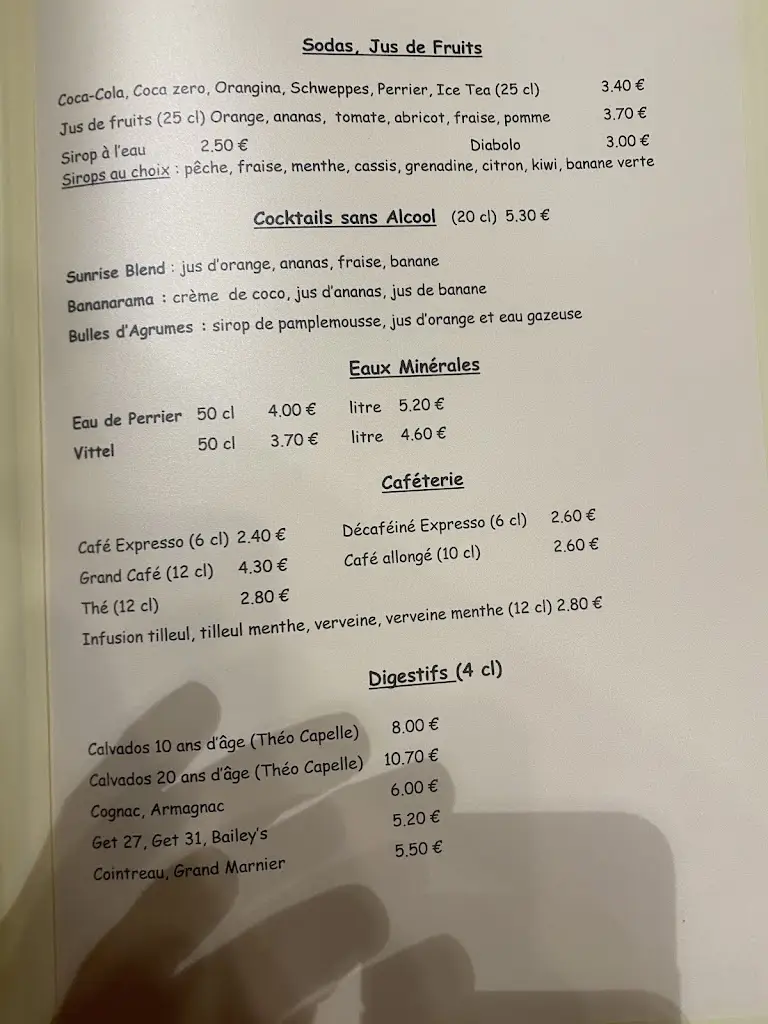 Sodas, Jus de Fruits
Coca-Cola, Coca zero, Orangina, Schweppes, Perrier, Ice Tea (25 cl) 3.40 €
Jus de fruits (25 cl) Orange, ananas, tomate, abricot, fraise, pomme 3.70 €
Sirop à l'eau 2.50 € Diabolo 3.00 €
Sirops au choix : pêche, fraise, menthe, cassis, grenadine, citron, kiwi, banane verte
Cocktails sans Alcool (20 cl) 5.30 €
Sunrise Blend : jus d'orange, ananas, fraise, banane
Bananarama : crème de coco, jus d'ananas, jus de banane
Bulles d'Agrumes : sirop de pamplemousse, jus d'orange et eau gazeuse
Eaux Minérales
Eau de Perrier 50 cl 4.00 € litre 5.20 €
Vittel 50 cl 3.70 € litre 4.60 €
Caféterie
Café Expresso (6 cl) 2.40 € Décaféiné Expresso (6 cl) 2.60 €
Grand Café (12 cl) 4.30 € Café allongé (10 cl) 2.60 €
Thé (12 cl) 2.80 €
Infusion tilleul, tilleul menthe, verveine, verveine menthe (12 cl) 2.80 €
Digestifs (4 cl)
Calvados 10 ans d'âge (Théo Capelle) 8.00 €
Calvados 20 ans d'âge (Théo Capelle) 10.70 €
Cognac, Armagnac 6.00 €
Get 27, Get 31, Bailey's 5.20 €
Cointreau, Grand Marnier 5.50 €